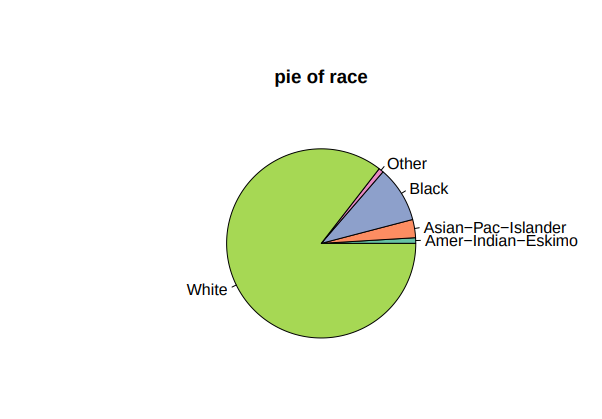 pie of race
Other
Black
Asian−Pac−Islander
Amer−Indian−Eskimo
White